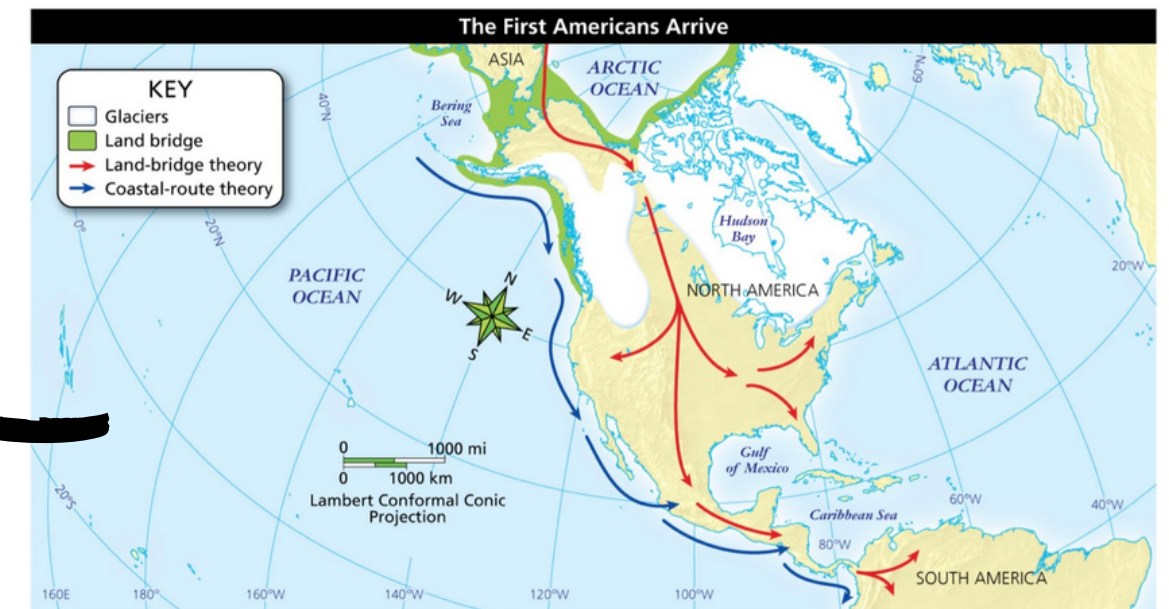 The First Americans Arrive
KEY
Glaciers
Land bridge
Land-bridge theory
Coastal-route theory
ASIA
ARCTIC
OCEAN
Bering
Sea
40°N
60°N
0°
20°N
Hudson
Bay
PACIFIC
OCEAN
N
W
E
S
NORTH AMERICA
20°W
ATLANTIC
OCEAN
0
1000 mi
0
1000 km
Lambert Conformal Conic
Projection
Gulf
of Mexico
20°S
60°W
40°W
Caribbean Sea
80°W
SOUTH AMERICA
160E
180°
160°W
140°W
120°W
100°W